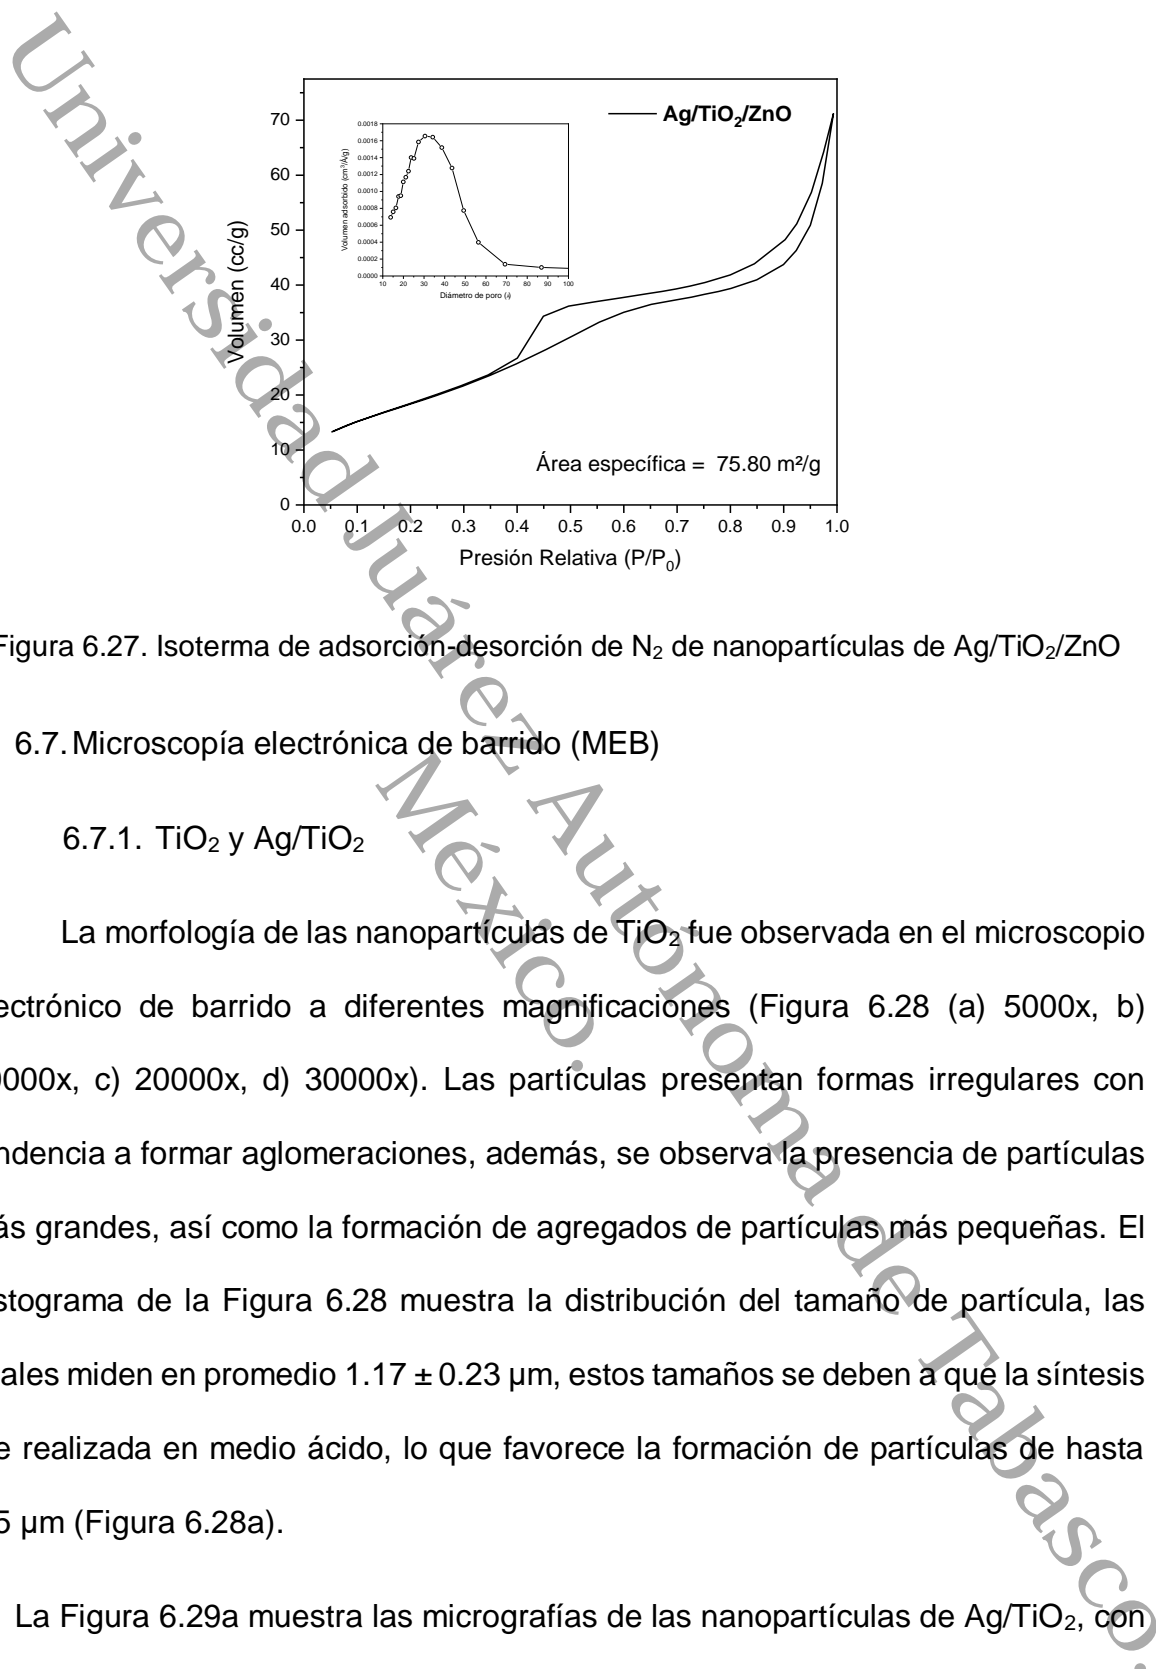 Ag/TiO2/ZnO
70
60
50
40
30
20
10
0
Volumen (cc/g)
0.0018
0.0016
0.0014
0.0012
0.0010
0.0008
0.0006
0.0004
0.0002
0.0000
Volumen adsorbido (cm³/Å/g)
10 20 30 40 50 60 70 80 90 100
Diámetro de poro (Å)
Área específica = 75.80 m²/g
0.0 0.1 0.2 0.3 0.4 0.5 0.6 0.7 0.8 0.9 1.0
Presión Relativa (P/P0)
Figura 6.27. Isoterma de adsorción-desorción de N2 de nanopartículas de Ag/TiO2/ZnO
6.7. Microscopía electrónica de barrido (MEB)
6.7.1. TiO2 y Ag/TiO2
La morfología de las nanopartículas de TiO2 fue observada en el microscopio
ectrónico de barrido a diferentes magnificaciones (Figura 6.28 (a) 5000x, b)
0000x, c) 20000x, d) 30000x). Las partículas presentan formas irregulares con
ndencia a formar aglomeraciones, además, se observa la presencia de partículas
ás grandes, así como la formación de agregados de partículas más pequeñas. El
stograma de la Figura 6.28 muestra la distribución del tamaño de partícula, las
ales miden en promedio 1.17 ± 0.23 µm, estos tamaños se deben a que la síntesis
e realizada en medio ácido, lo que favorece la formación de partículas de hasta
5 µm (Figura 6.28a).
La Figura 6.29a muestra las micrografías de las nanopartículas de Ag/TiO2, con
Universidad Juárez Autónoma de Tabasco.
México.